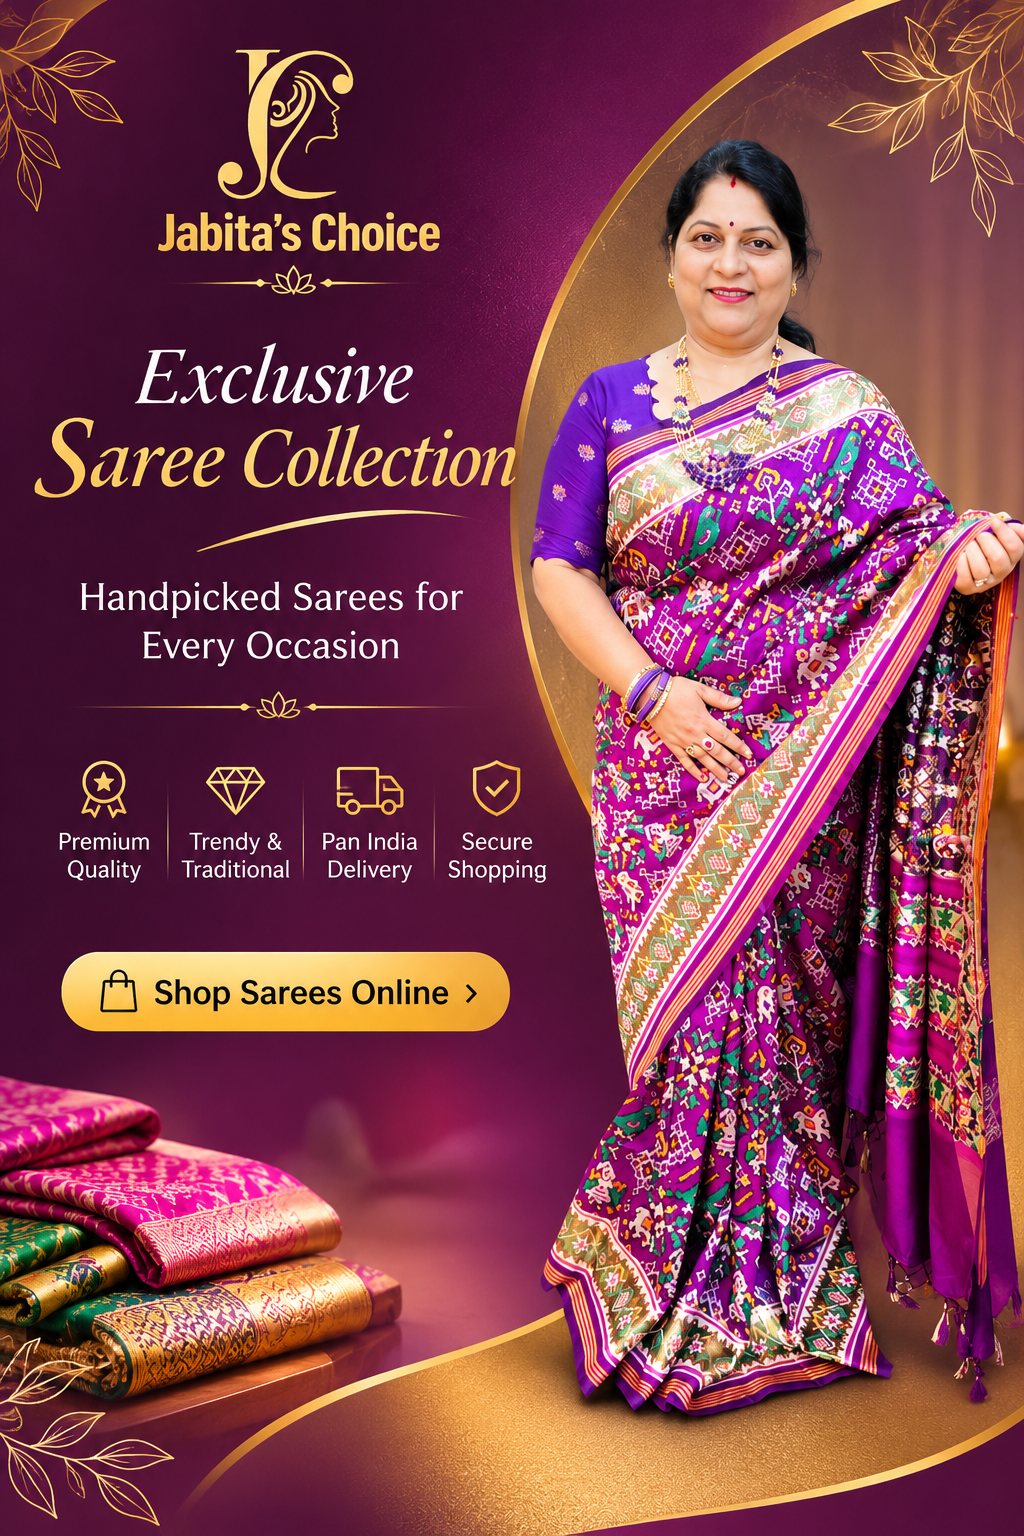 JC
Jabita's Choice
Exclusive
Saree Collection
Handpicked Sarees for
Every Occasion
Premium
Quality
Trendy &
Traditional
Pan India
Delivery
Secure
Shopping
Shop Sarees Online >